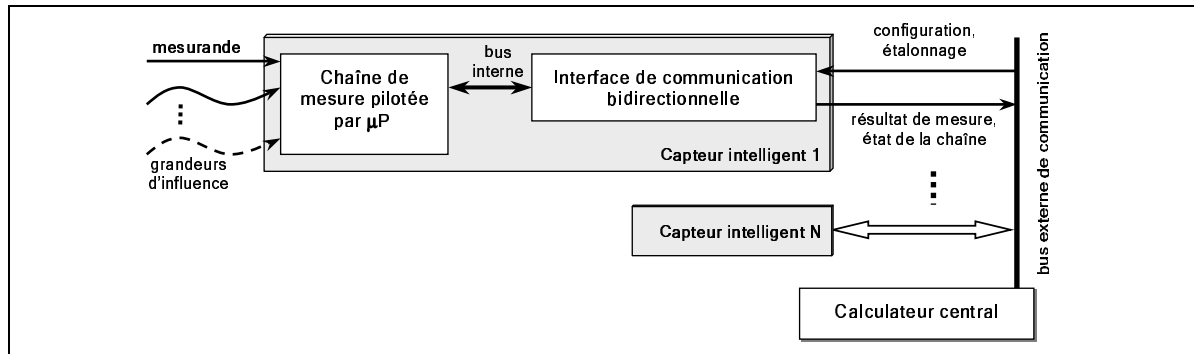 mesurande
grandeurs
d'influence
Chaîne de
mesure pilotée
par µP
bus
interne
Interface de communication
bidirectionnelle
Capteur intelligent 1
configuration,
étalonnage
résultat de mesure,
état de la chaîne
Capteur intelligent N
bus externe de communication
Calculateur central